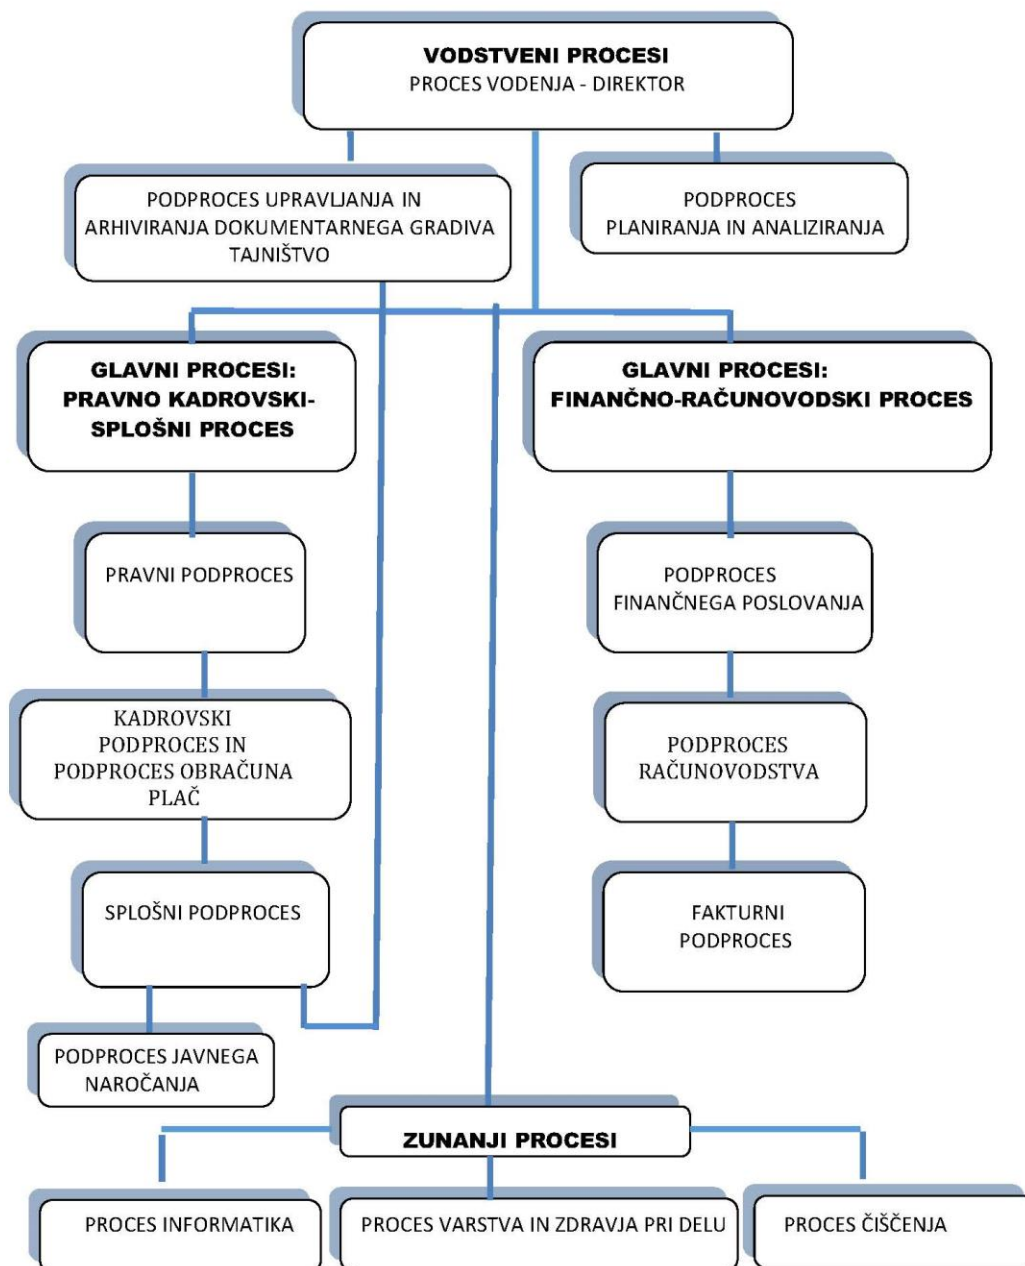 VODSTVENI PROCESI
PROCES VODENJA - DIREKTOR
PODPROCES UPRAVLJANJA IN
ARHIVIRANJA DOKUMENTARNEGA GRADIVA
TAJNIŠTVO
PODPROCES
PLANIRANJA IN ANALIZIRANJA
GLAVNI PROCESI:
PRAVNO KADROVSKI-
SPLOŠNI PROCES
GLAVNI PROCESI:
FINANČNO-RAČUNOVODSKI PROCES
PRAVNI PODPROCES
PODPROCES
FINANČNEGA POSLOVANJA
KADROVSKI
PODPROCES IN
PODPROCES OBRAČUNA
PLAČ
PODPROCES
RAČUNOVODSTVA
SPLOŠNI PODPROCES
FAKTURNI
PODPROCES
PODPROCES JAVNEGA
NAROČANJA
ZUNANJI PROCESI
PROCES INFORMATIKA
PROCES VARSTVA IN ZDRAVJA PRI DELU
PROCES ČIŠČENJA